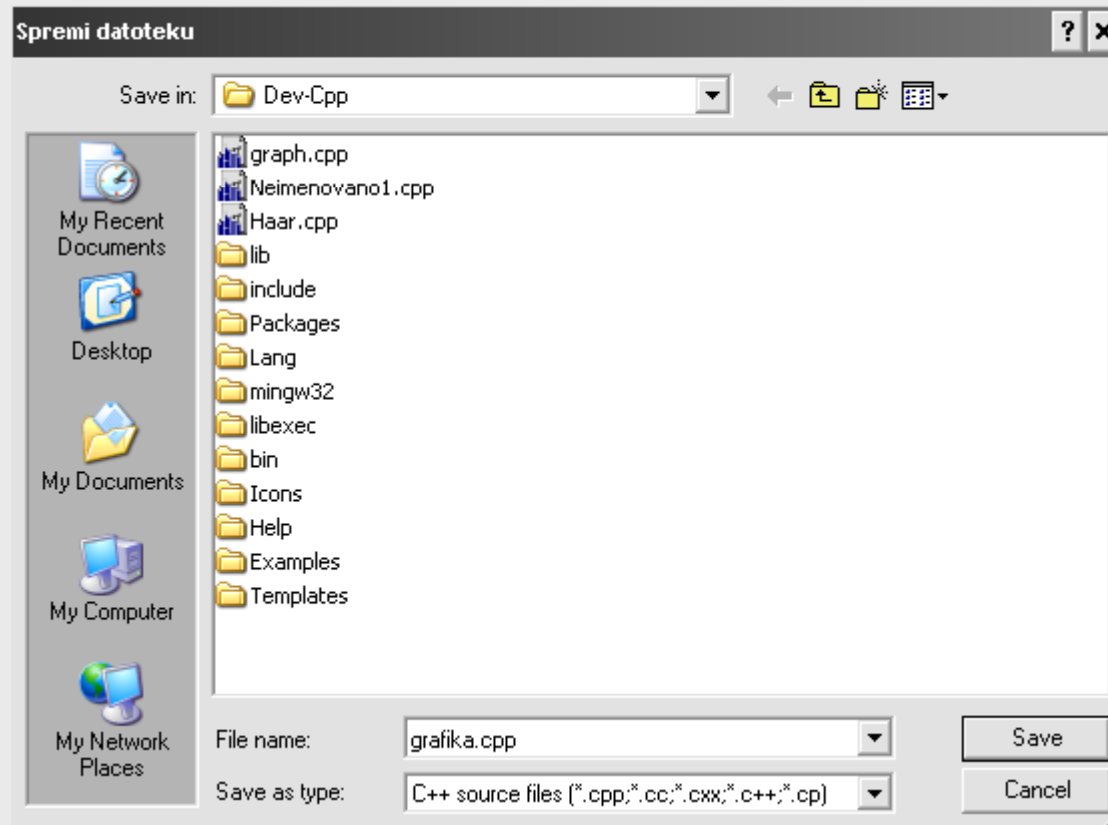 Spremi datoteku
Save in: Dev-Cpp
My Recent
Documents
Desktop
My Documents
My Computer
My Network
Places
graph.cpp
Neimenovano1.cpp
Haar.cpp
lib
include
Packages
Lang
mingw32
libexec
bin
Icons
Help
Examples
Templates
File name: grafika.cpp Save
Save as type: C++ source files (*.cpp;*.cc;*.cxx;*.c++;*.cp) Cancel